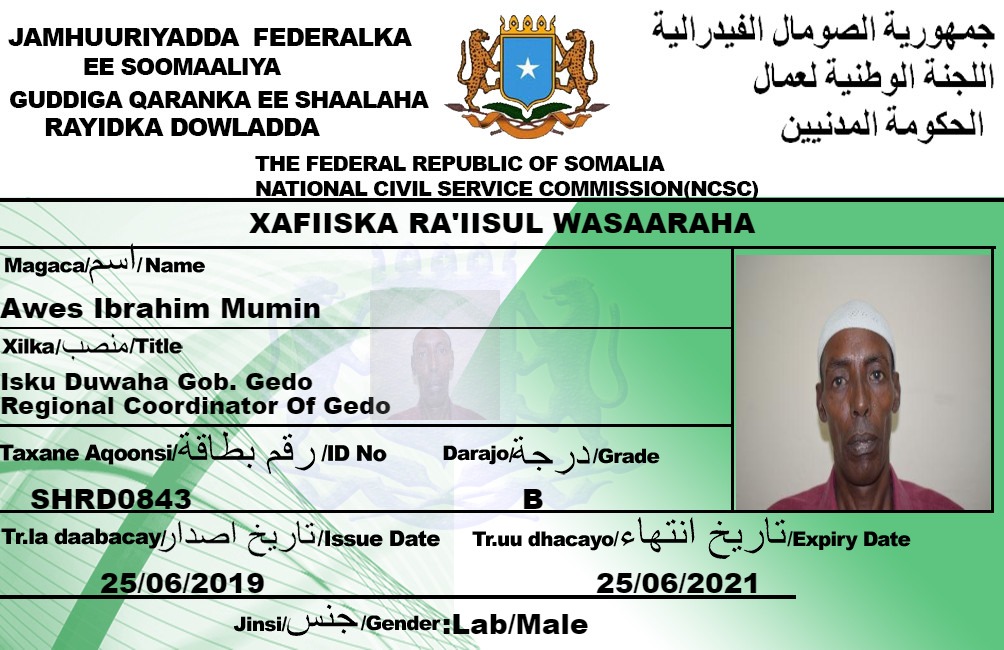 JAMHUURIYADDA FEDERALKA
EE SOOMAALIYA
GUDDIGA QARANKA EE SHAALAHA
RAYIDKA DOWLADDA
جمهورية الصومال الفيدرالية
اللجنة الوطنية لعمال
الحكومة المدنيين
THE FEDERAL REPUBLIC OF SOMALIA
NATIONAL CIVIL SERVICE COMMISSION(NCSC)
XAFIISKA RA'IISUL WASAARAHA
Magaca/اسم/Name
Awes Ibrahim Mumin
Xilka/منصب/Title
Isku Duwaha Gob. Gedo
Regional Coordinator Of Gedo
Taxane Aqoonsi/رقم بطاقة/ID No
SHRD0843
Darajo/درجة/Grade
B
Tr.la daabacay/تاريخ اصدار/Issue Date
25/06/2019
Tr.uu dhacayo/تاريخ انتهاء/Expiry Date
25/06/2021
Jinsi/جنس/Gender:Lab/Male